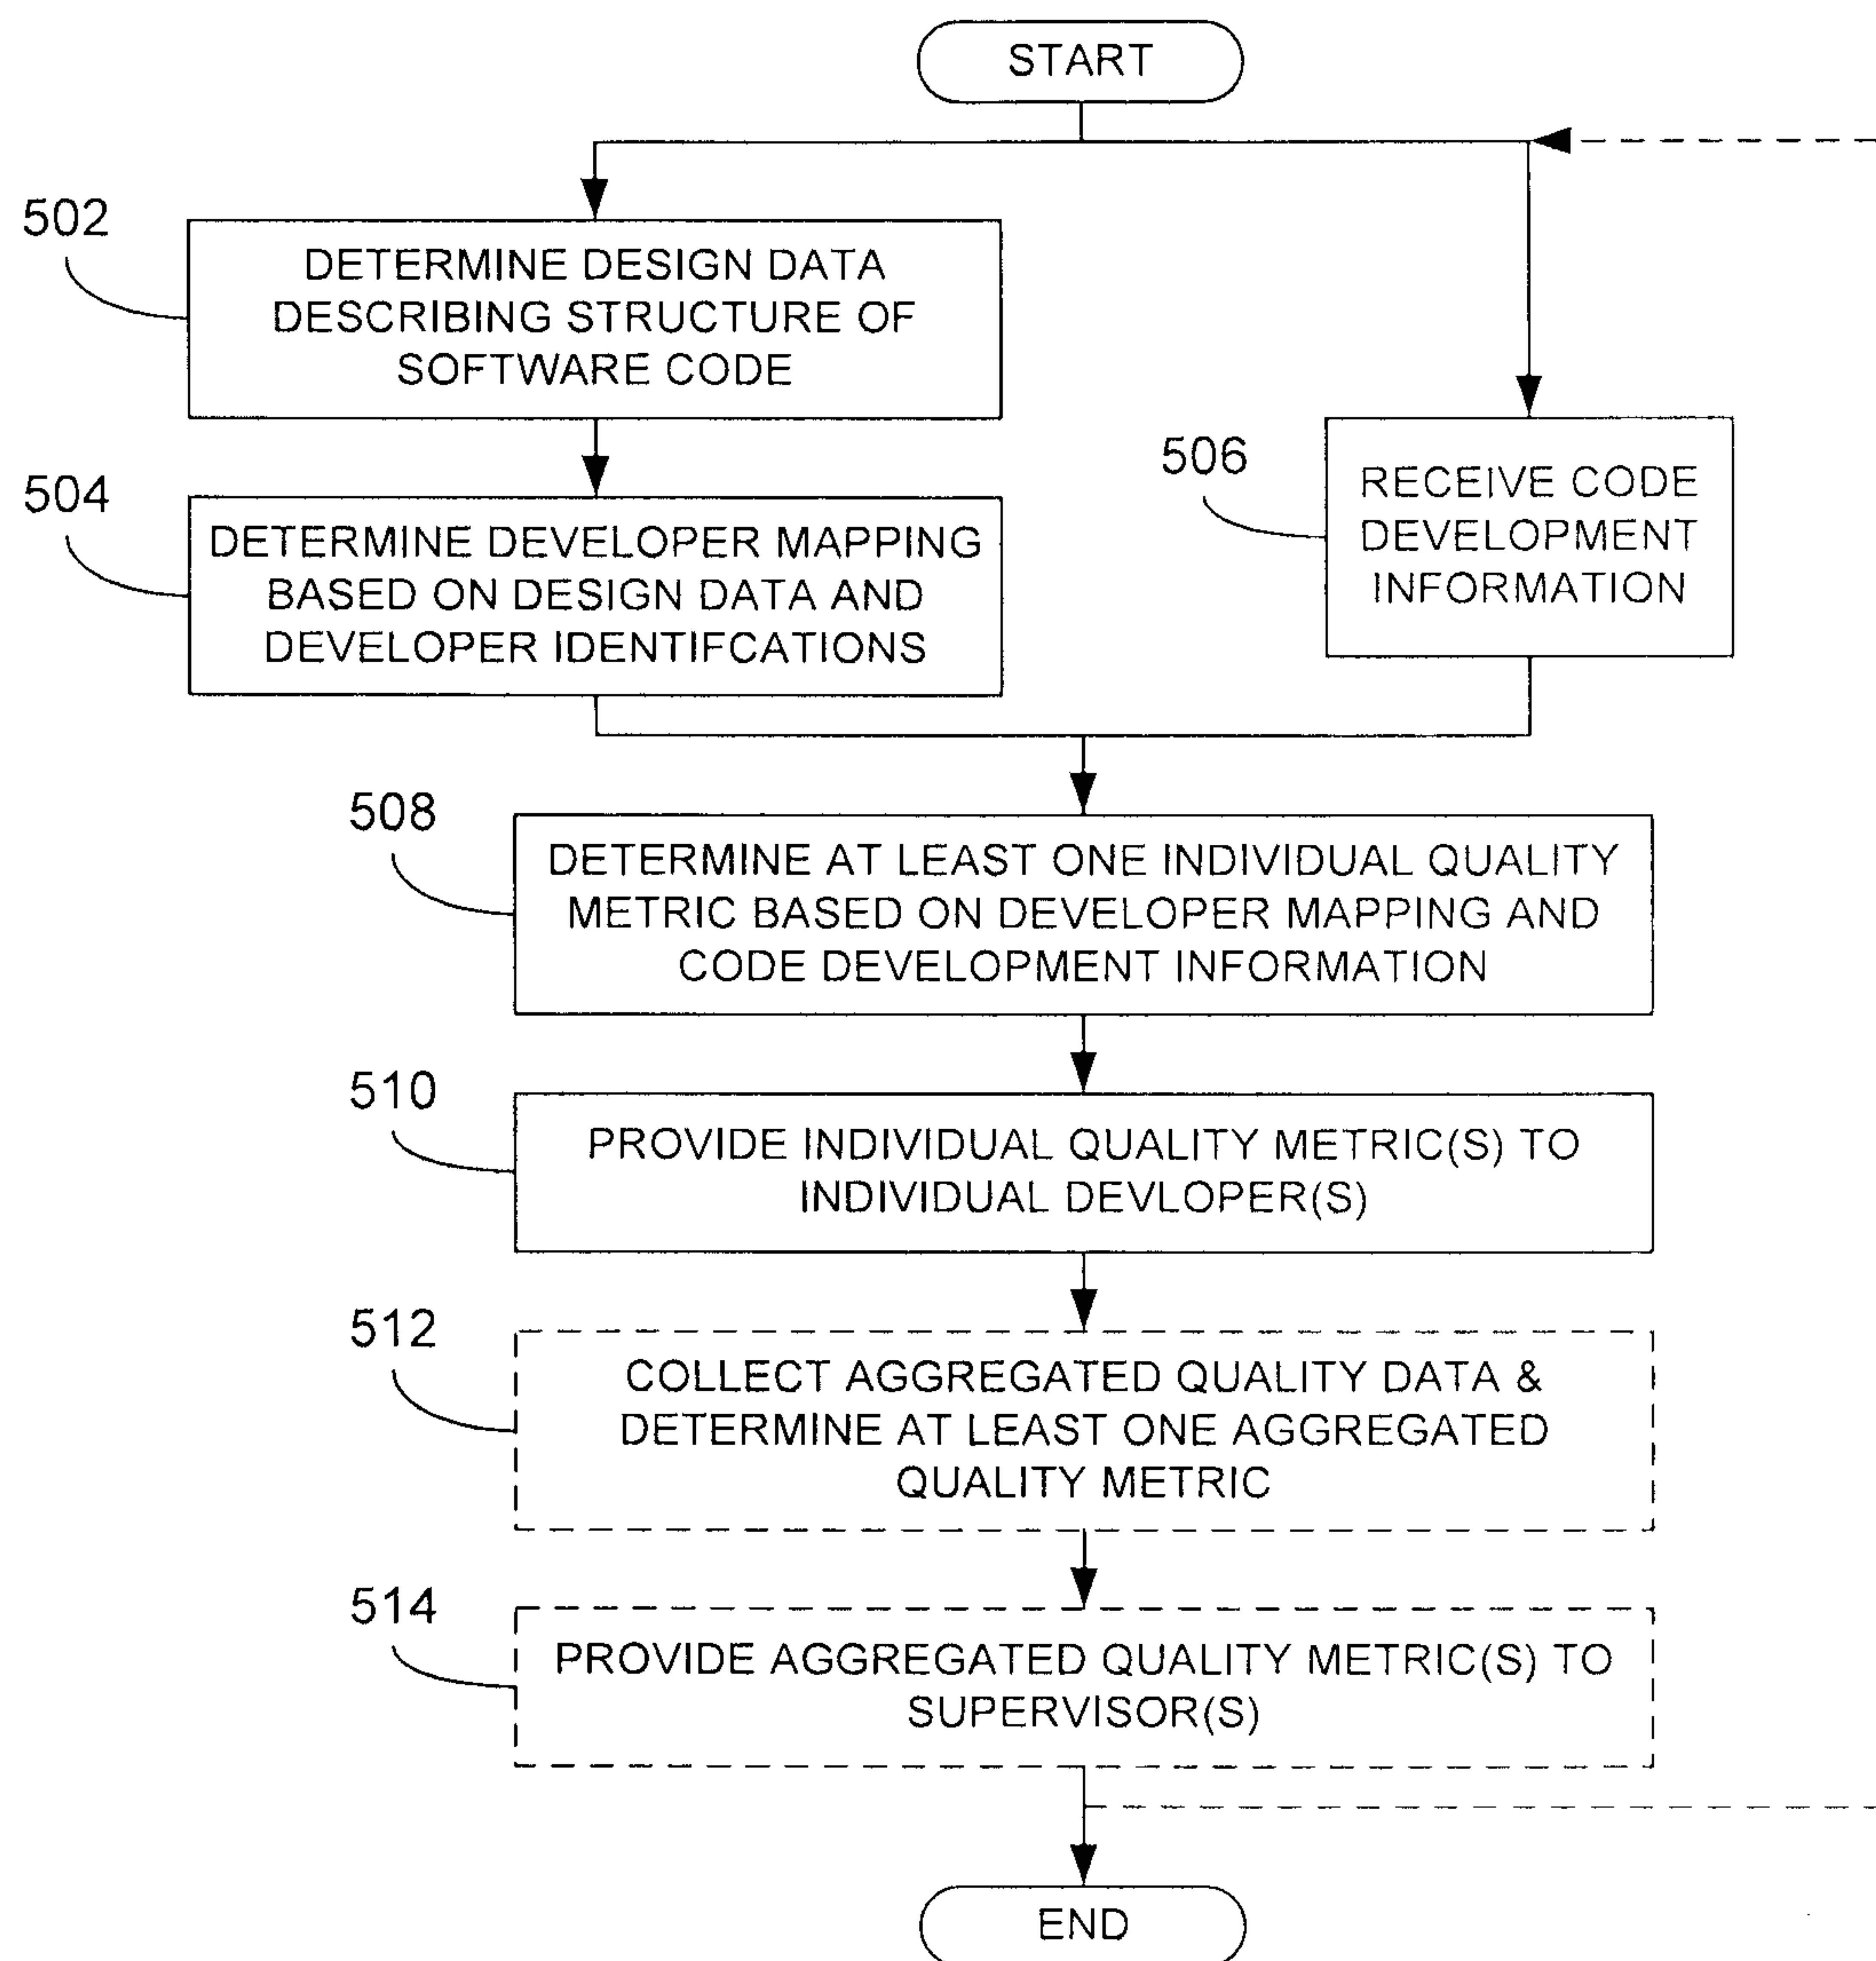 START
502
DETERMINE DESIGN DATA
DESCRIBING STRUCTURE OF
SOFTWARE CODE
504
DETERMINE DEVELOPER MAPPING
BASED ON DESIGN DATA AND
DEVELOPER IDENTIFCATIONS
506
RECEIVE CODE
DEVELOPMENT
INFORMATION
508
DETERMINE AT LEAST ONE INDIVIDUAL QUALITY
METRIC BASED ON DEVELOPER MAPPING AND
CODE DEVELOPMENT INFORMATION
510
PROVIDE INDIVIDUAL QUALITY METRIC(S) TO
INDIVIDUAL DEVLOPER(S)
512
COLLECT AGGREGATED QUALITY DATA &
DETERMINE AT LEAST ONE AGGREGATED
QUALITY METRIC
514
PROVIDE AGGREGATED QUALITY METRIC(S) TO
SUPERVISOR(S)
END